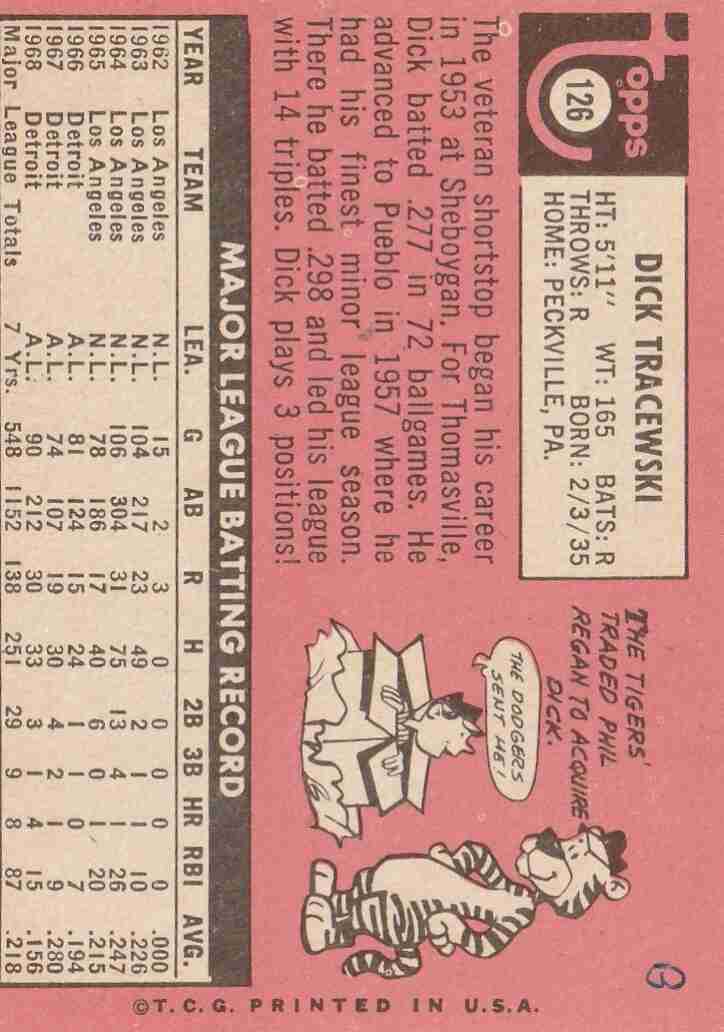 Topps
126
DICK TRACEWSKI
HT: 5'11" WT: 165 BATS: R
THROWS: R BORN: 2/3/35
HOME: PECKVILLE, PA.
The veteran shortstop began his career
in 1953 at Sheboygan. For Thomasville,
Dick batted .277 in 72 ballgames. He
advanced to Pueblo in 1957 where he
had his finest minor league season.
There he batted .298 and led his league
with 14 triples. Dick plays 3 positions!
THE TIGERS'
TRADED PHIL
REGAN TO ACQUIRE
DICK.
THE DODGERS
SENT ME!
MAJOR LEAGUE BATTING RECORD
YEAR TEAM LEA. G AB R H 2B 3B HR RBI AVG.
1962 Los Angeles N.L. 15 2 3 0 0 0 0 0 .000
1963 Los Angeles N.L. 104 217 23 49 2 1 1 10 .226
1964 Los Angeles N.L. 106 304 31 75 13 4 1 26 .247
1965 Los Angeles N.L. 78 186 17 40 6 0 1 20 .215
1966 Detroit A.L. 81 124 15 24 1 1 0 7 .194
1967 Detroit A.L. 74 107 19 30 4 2 1 9 .280
1968 Detroit A.L. 90 212 30 33 3 1 4 15 .156
Major League Totals 7 Yrs. 548 1152 138 251 29 9 8 87 .218
©T.C.G. PRINTED IN U.S.A.